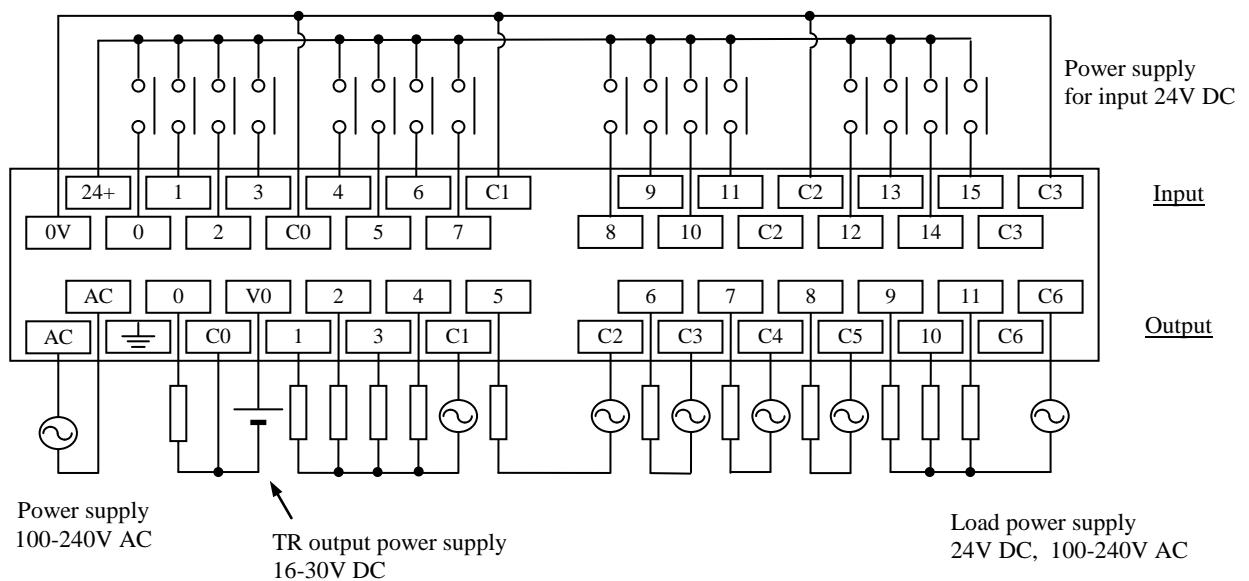 Power supply
for input 24V DC
24+ 1 3 4 6 C1 9 11 C2 13 15 C3
Input
0V 0 2 C0 5 7 8 10 C2 12 14 C3
AC 0 V0 2 4 5 6 7 8 9 11 C6
Output
AC C0 1 3 C1 C2 C3 C4 C5 10 C6
Power supply
100-240V AC
TR output power supply
16-30V DC
Load power supply
24V DC, 100-240V AC